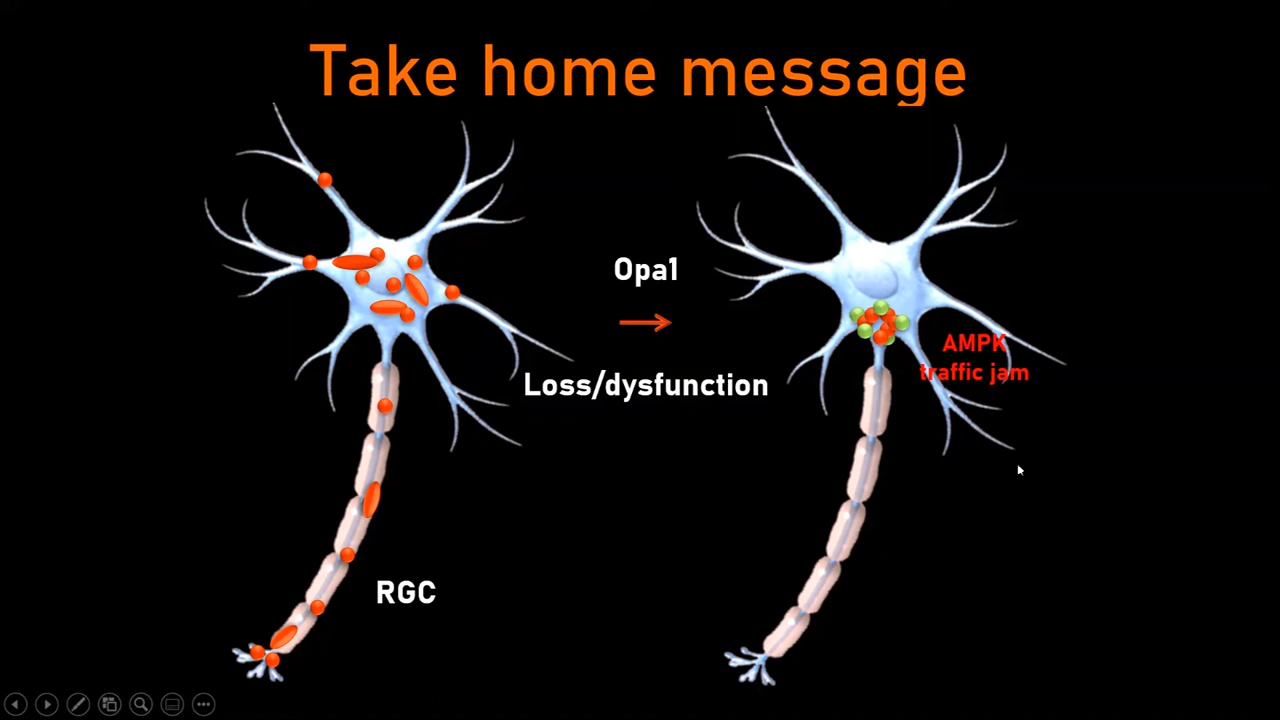 Take home message
Opa1
Loss/dysfunction
AMPK
traffic jam
RGC